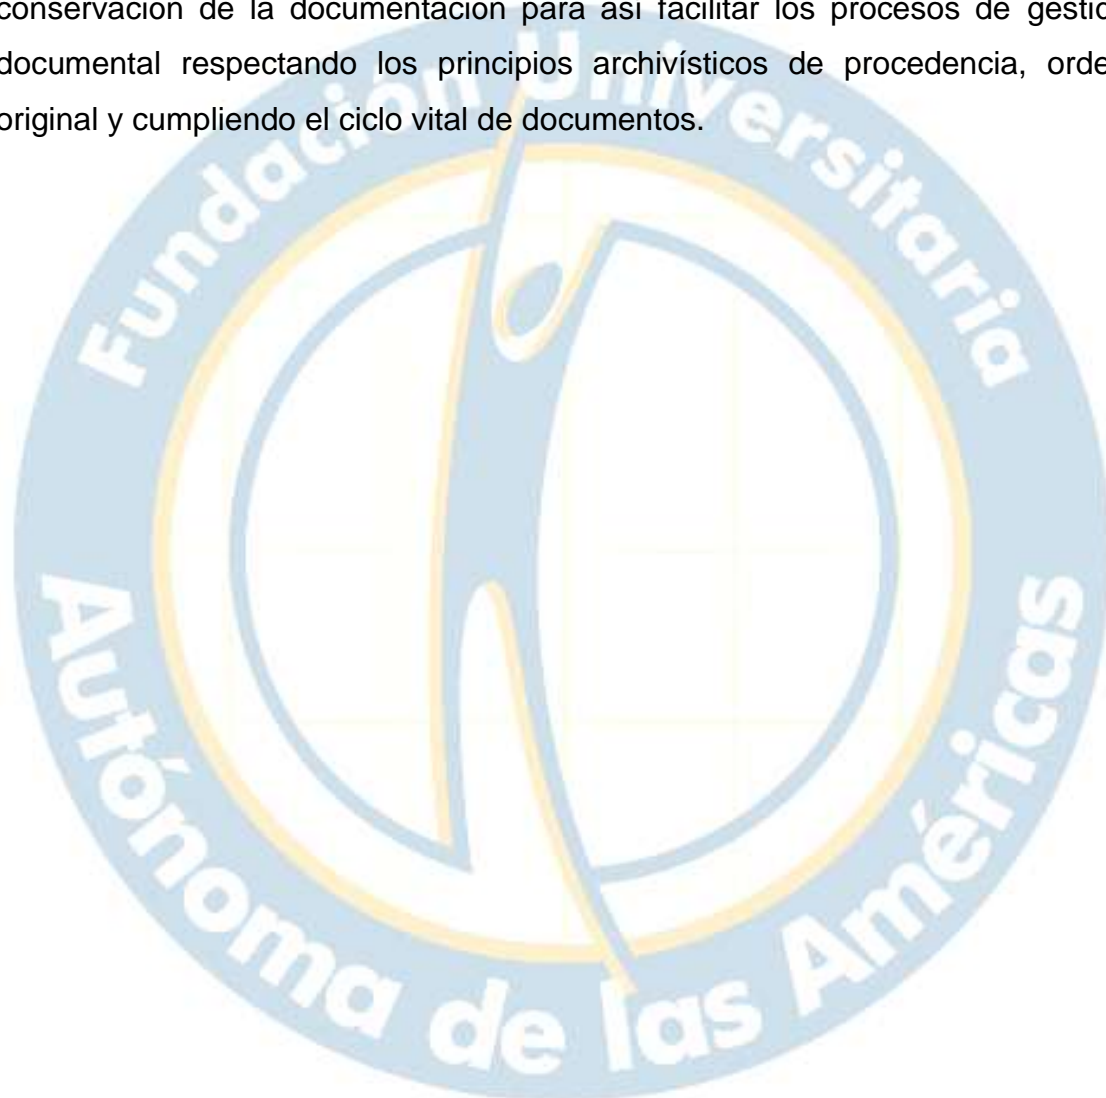 conservación de la documentación para así facilitar los procesos de gestió
documental respectando los principios archivísticos de procedencia, orde
original y cumpliendo el ciclo vital de documentos.
Fundación Universitaria
Autónoma de las Américas